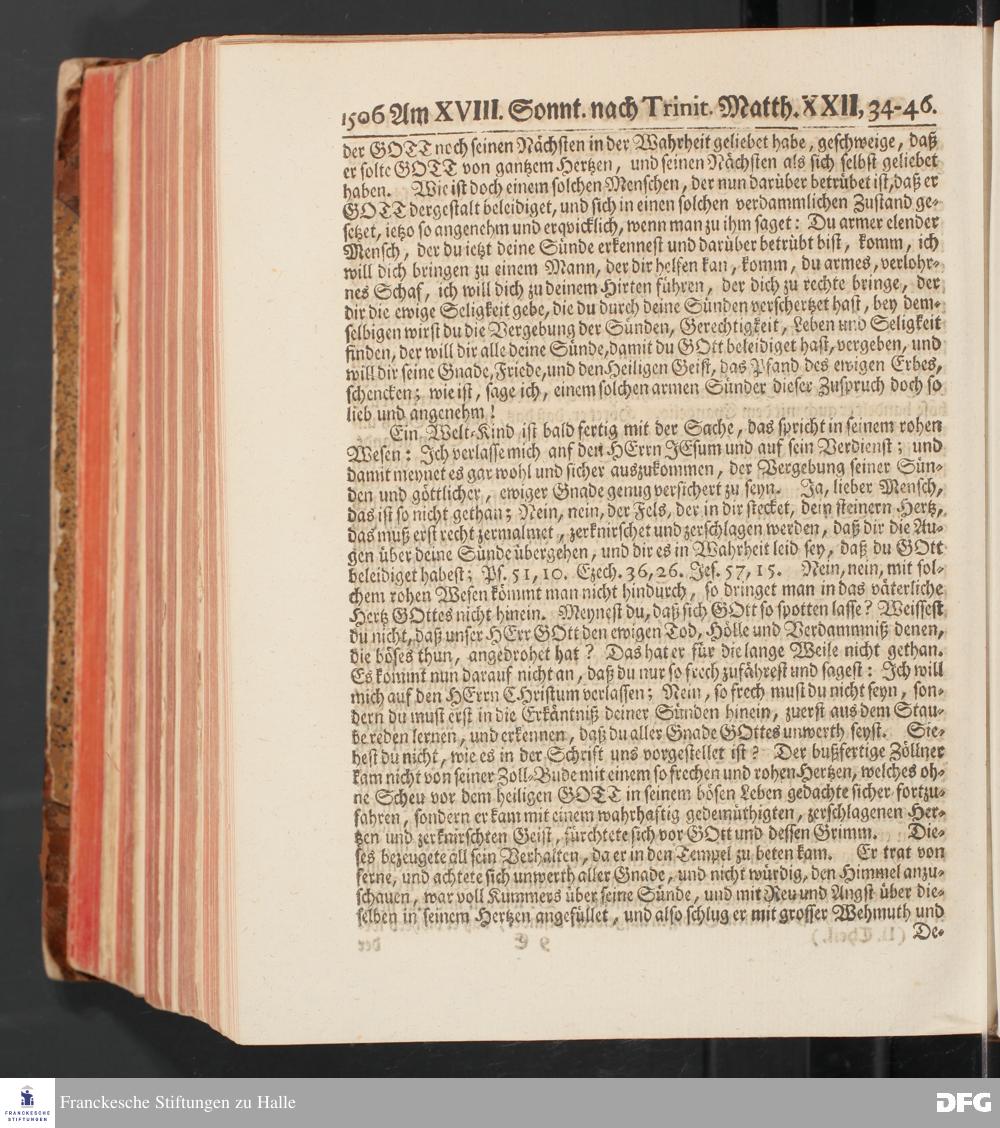 1506 Am XVIII. Sonnt. nach Trinit. Matth. XXII, 34-46.
der GOTT noch seinen Nächsten in der Wahrheit geliebet habe, geschweige, daß
er solte GOTT von gantzem Hertzen, und seinen Nächsten als sich selbst geliebet
haben. Wie ist doch einem solchen Menschen, der nun darüber betrübet ist, daß er
GOTT dergestalt beleidiget, und sich in einen solchen verdammlichen Zustand ge-
setzet, ietzo so angenehm und erqvicklich, wenn man zu ihm saget: Du armer elender
Mensch, der du ietzt deine Sünde erkennest und darüber betrübt bist, komm, ich
will dich bringen zu einem Mann, der dir helfen kan, komm, du armes, verlohr-
nes Schaf, ich will dich zu deinem Hirten führen, der dich zu rechte bringe, der
dir die ewige Seligkeit gebe, die du durch deine Sünden verschertzet hast, bey dem-
selbigen wirst du die Vergebung der Sünden, Gerechtigkeit, Leben und Seligkeit
finden, der will dir alle deine Sünde, damit du GOtt beleidiget hast, vergeben, und
will dir seine Gnade, Friede, und den Heiligen Geist, das Pfand des ewigen Erbes,
schencken; wie ist, sage ich, einem solchen armen Sünder dieser Zuspruch doch so
lieb und angenehm!
Ein Welt-Kind ist bald fertig mit der Sache, das spricht in seinem rohen
Wesen: Ich verlasse mich auf den HErrn JEsum und auf sein Verdienst; und
damit meynet es gar wohl und sicher auszukommen, der Vergebung seiner Sün-
den und göttlicher, ewiger Gnade genug versichert zu seyn. Ja, lieber Mensch,
das ist so nicht gethan; Nein, nein, der Fels, der in dir stecket, dein steinern Hertz,
das muß erst recht zermalmet, zerknirschet und zerschlagen werden, daß dir die Au-
gen über deine Sünde übergehen, und dir es in Wahrheit leid sey, daß du GOtt
beleidiget habest; Ps. 51, 10. Ezech. 36, 26. Jes. 57, 15. Nein, nein, mit sol-
chem rohen Wesen kömmt man nicht hindurch, so dringet man in das väterliche
Hertz GOttes nicht hinein. Meynest du, daß sich GOtt so spotten lasse? Weissest
du nicht, daß unser HErr GOtt den ewigen Tod, Hölle und Verdammniß denen,
die böses thun, angedrohet hat? Das hat er für die lange Weile nicht gethan.
Es kömmt nun darauf nicht an, daß du nur so frech zufährest und sagest: Ich will
mich auf den HErrn CHristum verlassen; Nein, so frech must du nicht seyn, son-
dern du must erst in die Erkäntniß deiner Sünden hinein, zuerst aus dem Stau-
be reden lernen, und erkennen, daß du aller Gnade GOttes unwerth seyst. Sie-
hest du nicht, wie es in der Schrift uns vorgestellet ist? Der bußfertige Zöllner
kam nicht von seiner Zoll-Bude mit einem so frechen und rohen Hertzen, welches oh-
ne Scheu vor dem heiligen GOTT in seinem bösen Leben gedachte sicher fortzu-
fahren, sondern er kam mit einem wahrhaftig gedemüthigten, zerschlagenen Her-
tzen und zerknirschten Geist, fürchtete sich vor GOtt und dessen Grimm. Die-
ses bezeugete all sein Verhalten, da er in den Tempel zu beten kam. Er trat von
ferne, und achtete sich unwerth aller Gnade, und nicht würdig, den Himmel anzu-
schauen, war voll Kummers über seine Sünde, und mit Reu und Angst über die-
selben in seinem Hertzen angefüllet, und also schlug er mit grosser Wehmuth und
De-
FRANCKESCHE
STIFTUNGEN
Franckesche Stiftungen zu Halle
DFG